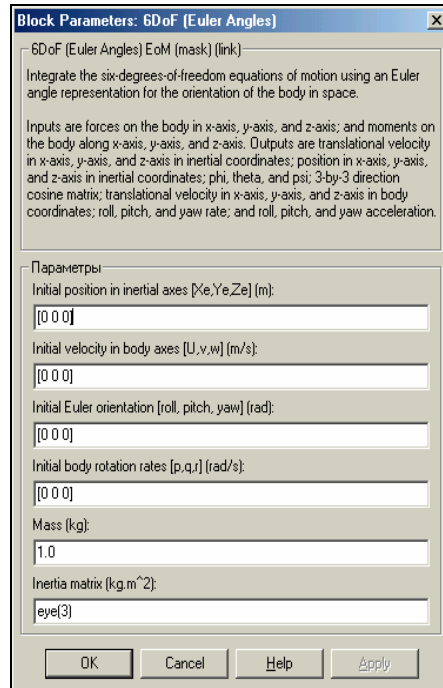 Block Parameters: 6DoF (Euler Angles)
6DoF (Euler Angles) EoM (mask) (link)
Integrate the six-degrees-of-freedom equations of motion using an Euler
angle representation for the orientation of the body in space.
Inputs are forces on the body in x-axis, y-axis, and z-axis; and moments on
the body along x-axis, y-axis, and z-axis. Outputs are translational velocity
in x-axis, y-axis, and z-axis in inertial coordinates; position in x-axis, y-axis,
and z-axis in inertial coordinates; phi, theta, and psi; 3-by-3 direction
cosine matrix; translational velocity in x-axis, y-axis, and z-axis in body
coordinates; roll, pitch, and yaw rate; and roll, pitch, and yaw acceleration.
Параметры
Initial position in inertial axes [Xe,Ye,Ze] (m):
[0 0 0]
Initial velocity in body axes [U,v,w] (m/s):
[0 0 0]
Initial Euler orientation [roll, pitch, yaw] (rad):
[0 0 0]
Initial body rotation rates [p,q,r] (rad/s):
[0 0 0]
Mass (kg):
1.0
Inertia matrix (kg.m^2):
eye(3)
OK Cancel Help Apply